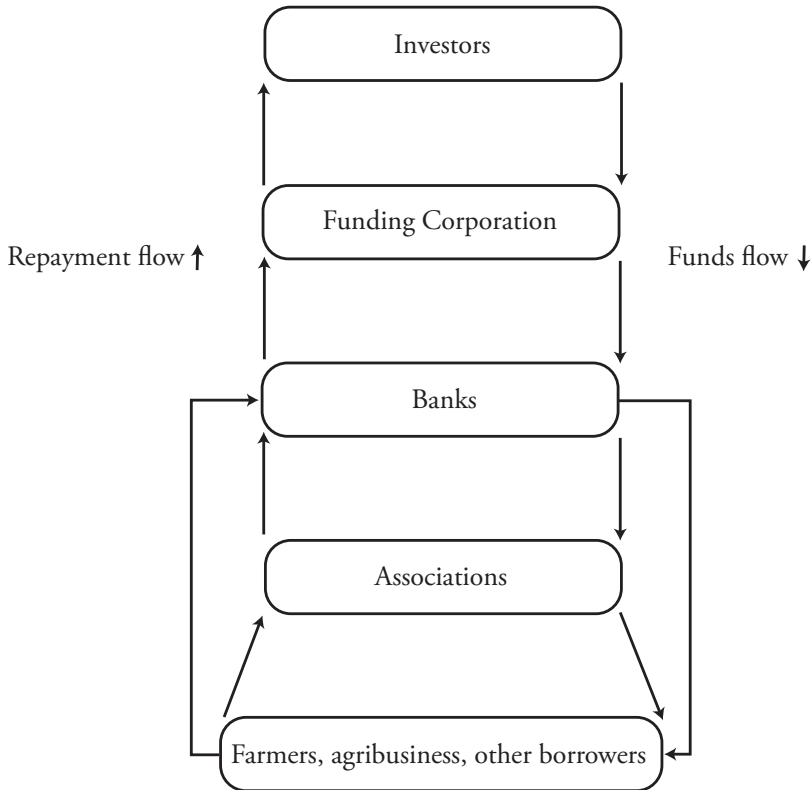 Investors
Funding Corporation
Repayment flow ↑
Funds flow ↓
Banks
Associations
Farmers, agribusiness, other borrowers